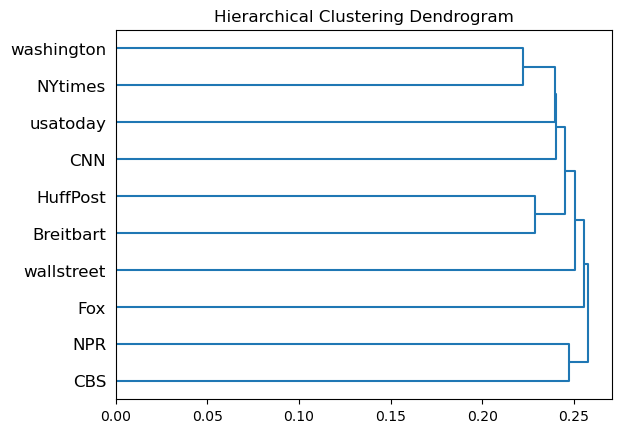 Hierarchical Clustering Dendrogram
washington
NYtimes
usatoday
CNN
HuffPost
Breitbart
wallstreet
Fox
NPR
CBS
0.00 0.05 0.10 0.15 0.20 0.25